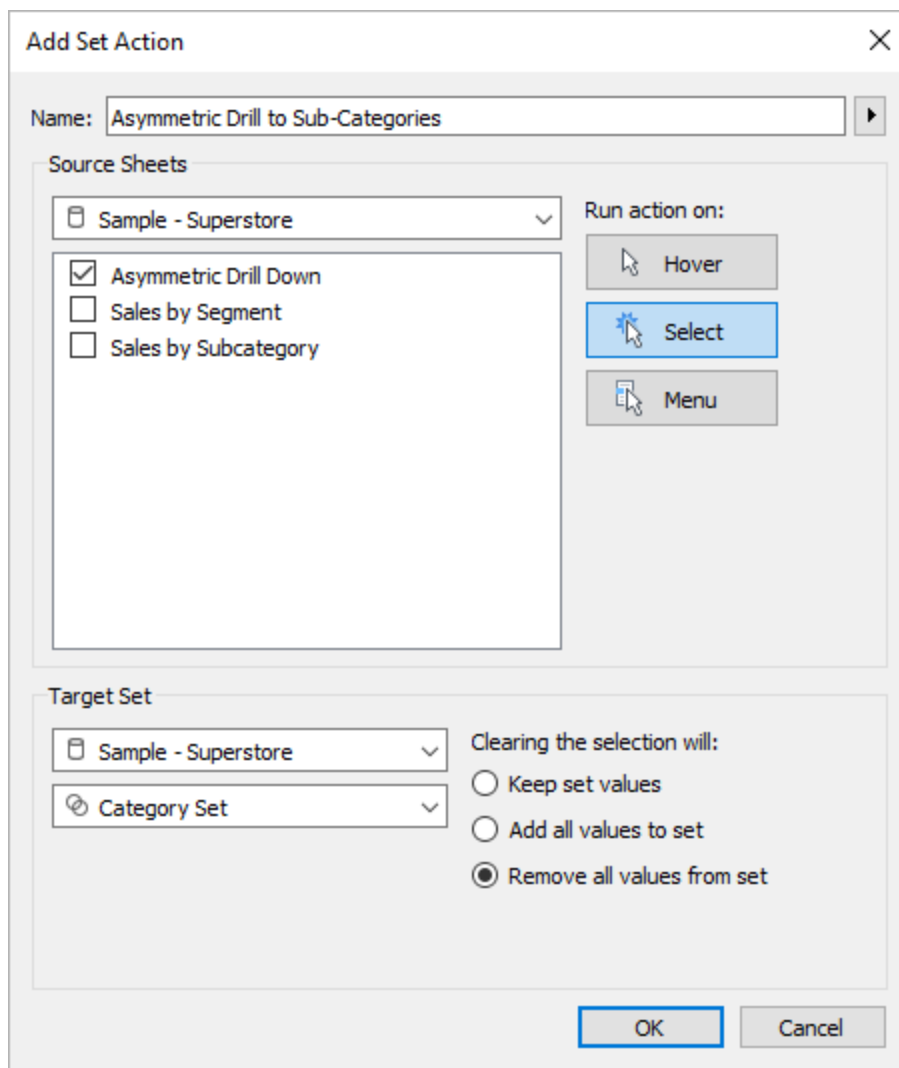 Add Set Action
Name: Asymmetric Drill to Sub-Categories
Source Sheets
Sample - Superstore
Run action on:
Asymmetric Drill Down
Sales by Segment
Sales by Subcategory
Hover
Select
Menu
Target Set
Sample - Superstore
Category Set
Clearing the selection will:
Keep set values
Add all values to set
Remove all values from set
OK
Cancel